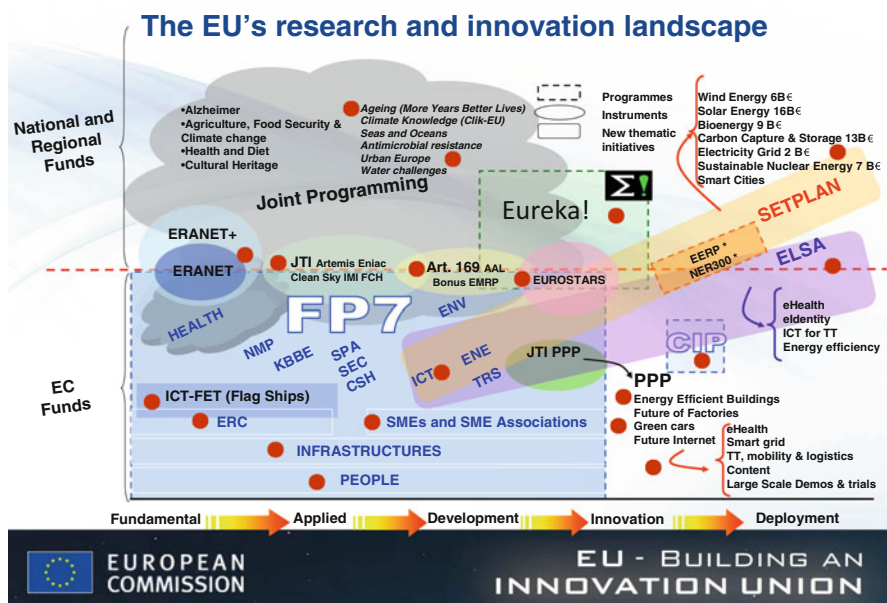 The EU's research and innovation landscape
National and
Regional
Funds
•Alzheimer
•Agriculture, Food Security &
Climate change
•Health and Diet
•Cultural Heritage
Ageing (More Years Better Lives)
Climate Knowledge (Clik-EU)
Seas and Oceans
Antimicrobial resistance
Urban Europe
Water challenges
Joint Programming
Programmes
Instruments
New thematic
initiatives
Wind Energy 6B€
Solar Energy 16B€
Bioenergy 9 B€
Carbon Capture & Storage 13B€
Electricity Grid 2 B€
Sustainable Nuclear Energy 7 B€
Smart Cities
Σ!
Eureka!
SETPLAN
ERANET+
ERANET
JTI Artemis Eniac
Clean Sky IMI FCH
Art. 169 AAL
Bonus EMRP
EUROSTARS
EERP *
NER300 *
ELSA
FP7
HEALTH
NMP
KBBE
SPA
SEC
CSH
ENV
ICT
ENE
TRS
JTI PPP
CIP
eHealth
eIdentity
ICT for TT
Energy efficiency
EC
Funds
ICT-FET (Flag Ships)
ERC
SMEs and SME Associations
INFRASTRUCTURES
PEOPLE
PPP
Energy Efficient Buildings
Future of Factories
Green cars
Future Internet
eHealth
Smart grid
TT, mobility & logistics
Content
Large Scale Demos & trials
Fundamental Applied Development Innovation Deployment
EUROPEAN
COMMISSION
EU - BUILDING AN
INNOVATION UNION